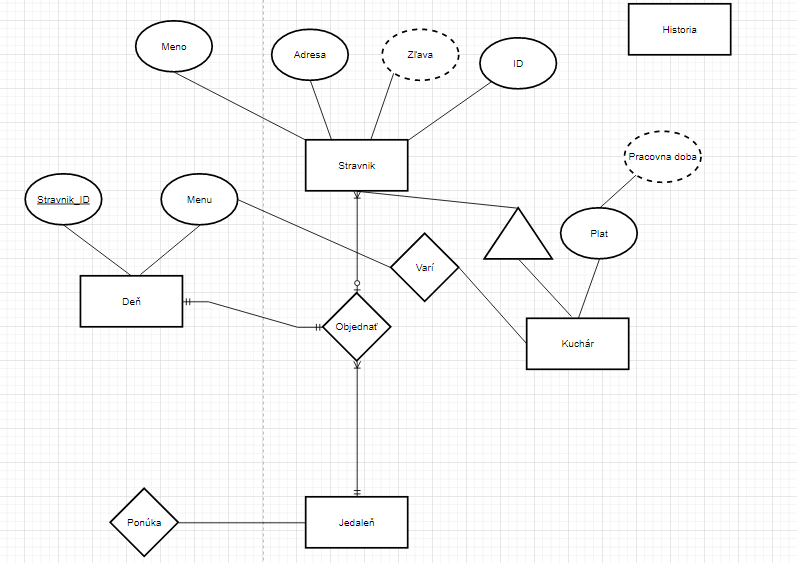 Historia
Meno
Adresa
Zľava
ID
Stravnik
Pracovna doba
Stravnik_ID
Menu
Plat
Varí
Deň
Objednať
Kuchár
Ponúka
Jedaleň